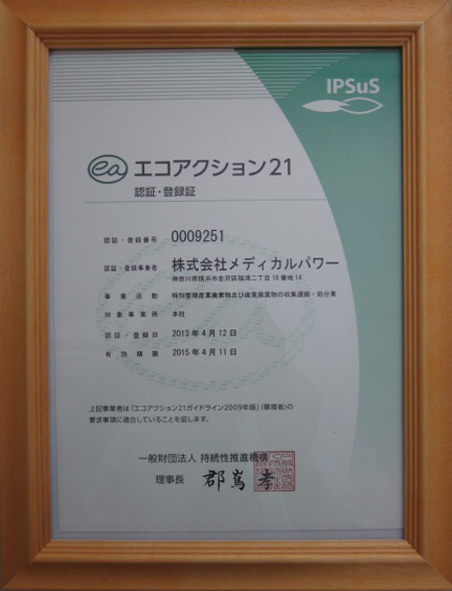 IPSuS
ea エコアクション21
認証・登録証
認証・登録番号 0009251
認証・登録事業者 株式会社メディカルパワー
神奈川県横浜市金沢区福浦二丁目18番地14
事業活動 特別管理産業廃棄物及び産業廃棄物の収集運搬・処分業
対象事業所 本社
認証・登録日 2013年4月12日
有効期限 2015年4月11日
上記事業者は「エコアクション21ガイドライン2009年版」(環境省)の
要求事項に適合していることを証します。
一般財団法人 持続性推進機構
理事長 郡嶌 孝